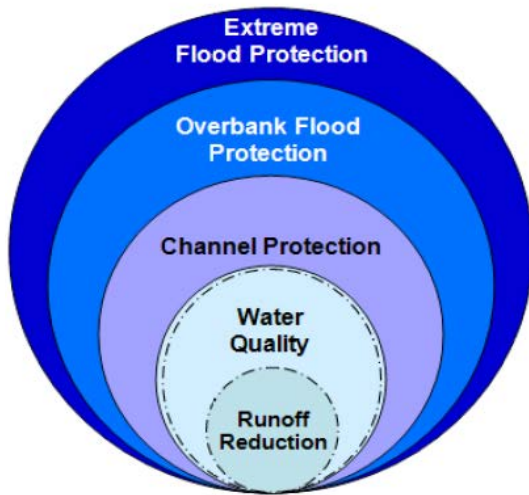 Extreme
Flood Protection
Overbank Flood
Protection
Channel Protection
Water
Quality
Runoff
Reduction